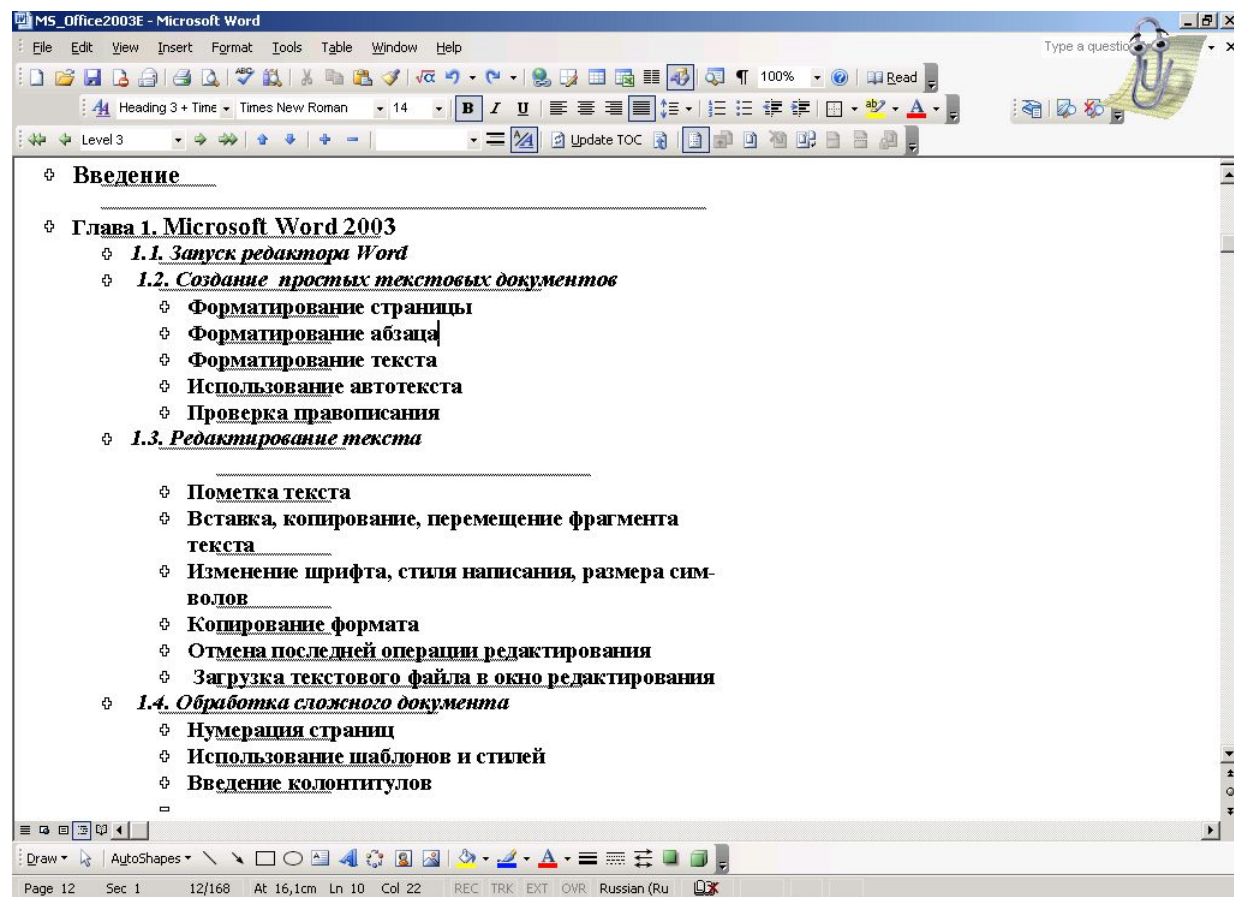 MS_Office2003E - Microsoft Word
File Edit View Insert Format Tools Table Window Help
Type a questio
100% Read
Heading 3 + Time Times New Roman 14 B I U
Level 3 Update TOC
Введение
Глава 1. Microsoft Word 2003
1.1. Запуск редактора Word
1.2. Создание простых текстовых документов
Форматирование страницы
Форматирование абзаца
Форматирование текста
Использование автотекста
Проверка правописания
1.3. Редактирование текста
Пометка текста
Вставка, копирование, перемещение фрагмента
текста
Изменение шрифта, стиля написания, размера сим-
волов
Копирование формата
Отмена последней операции редактирования
Загрузка текстового файла в окно редактирования
1.4. Обработка сложного документа
Нумерация страниц
Использование шаблонов и стилей
Введение колонтитулов
Draw AutoShapes
Page 12 Sec 1 12/168 At 16,1cm Ln 10 Col 22 REC TRK EXT OVR Russian (Ru